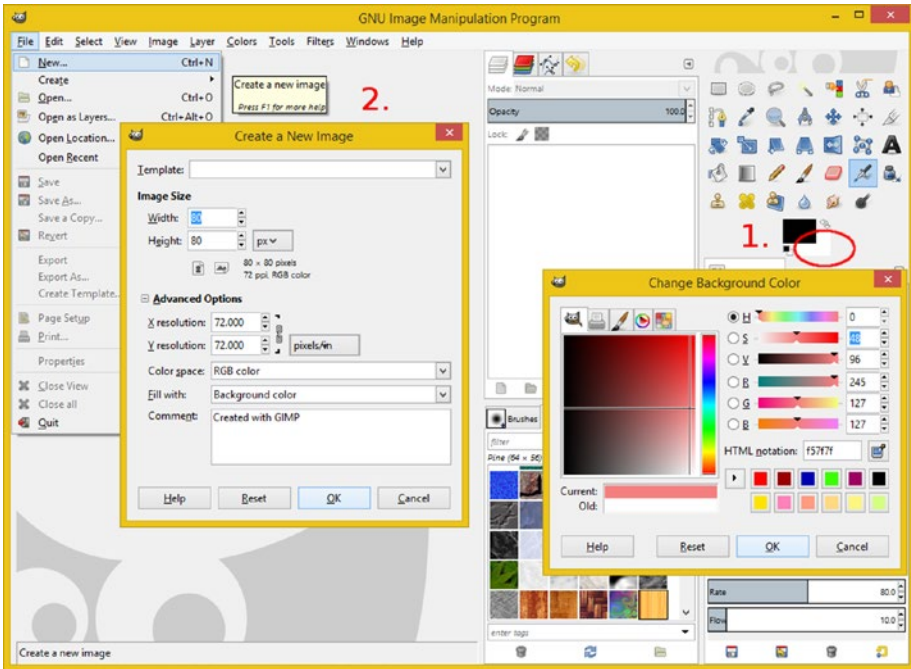 GNU Image Manipulation Program
File Edit Select View Image Layer Colors Tools Filters Windows Help
New... Ctrl+N
Create
Open... Ctrl+O
Open as Layers... Ctrl+Alt+O
Open Location...
Open Recent
Save
Save As...
Save a Copy...
Revert
Export
Export As...
Create Template...
Page Setup
Print...
Properties
Close View
Close all
Quit
Create a new image
Press F1 for more help
2.
Create a New Image
Template:
Image Size
Width: 80
Height: 80 px
80 × 80 pixels
72 ppi, RGB color
Advanced Options
X resolution: 72.000
Y resolution: 72.000 pixels/in
Color space: RGB color
Fill with: Background color
Comment: Created with GIMP
Help Reset OK Cancel
Mode: Normal
Opacity 100.0
Lock:
1.
Brushes
filter
Pine (64 × 56)
enter tags
Change Background Color
H 0
S 48
V 96
R 245
G 127
B 127
HTML notation: f57f7f
Current:
Old:
Help Reset OK Cancel
Rate 80.0
Flow 10.0
Create a new image